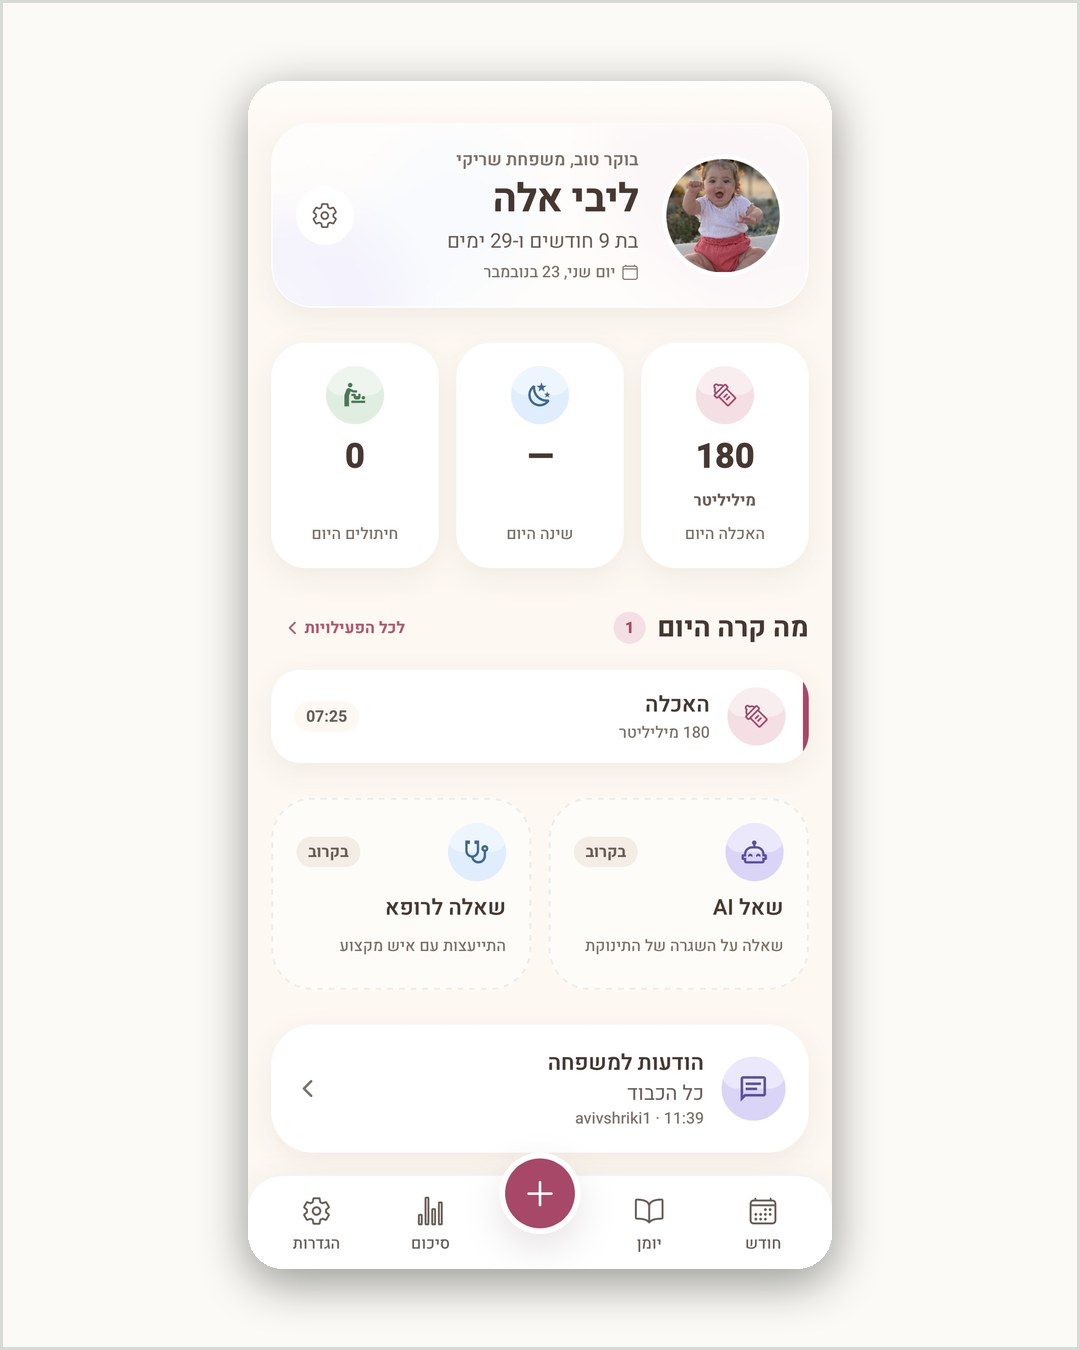 בוקר טוב, משפחת שריקי
ליבי אלה
בת 9 חודשים ו-29 ימים
יום שני, 23 בנובמבר
180
מיליליטר
האכלה היום
–
שינה היום
0
חיתולים היום
מה קרה היום 1
לכל הפעילויות
האכלה
180 מיליליטר
07:25
בקרוב
שאל AI
שאלה על השגרה של התינוקת
בקרוב
שאלה לרופא
התייעצות עם איש מקצוע
הודעות למשפחה
כל הכבוד
avivshriki1 · 11:39
חודש
יומן
סיכום
הגדרות